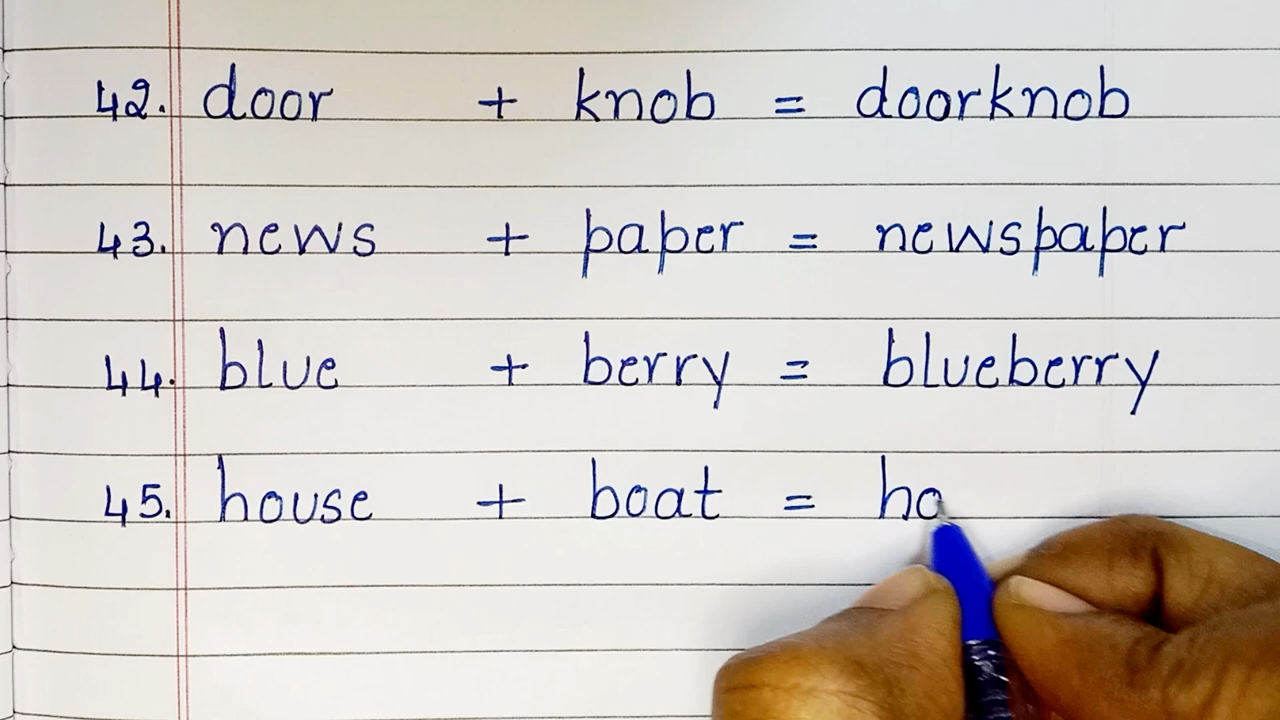 42. door + knob = doorknob
43. news + paper = newspaper
44. blue + berry = blueberry
45. house + boat = ho